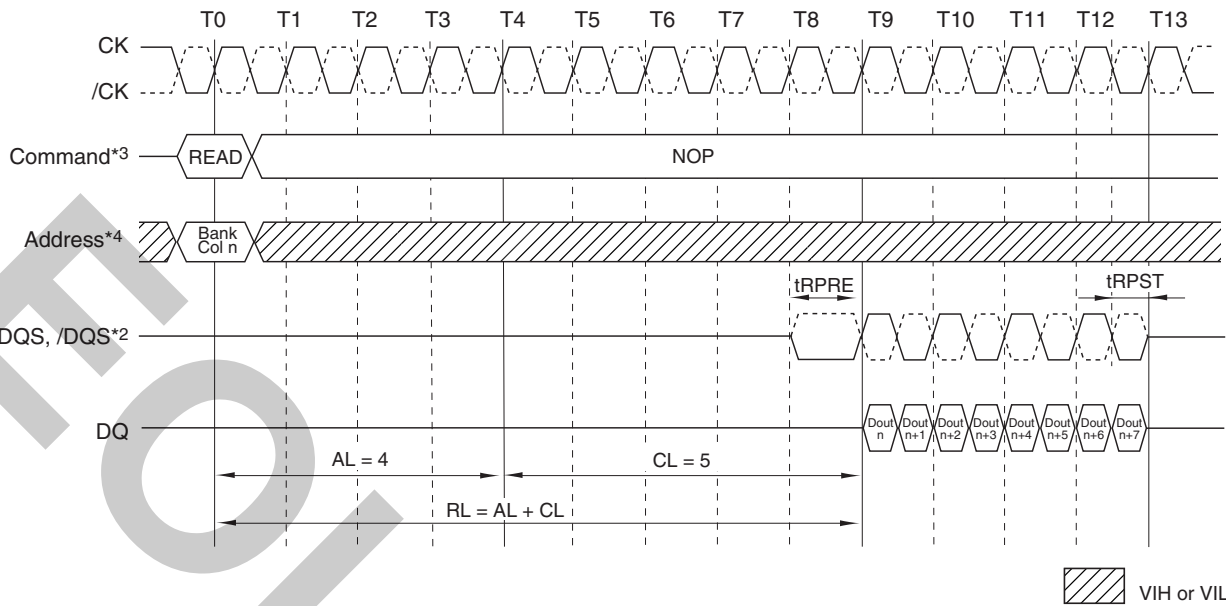 T0 T1 T2 T3 T4 T5 T6 T7 T8 T9 T10 T11 T12 T13
CK
/CK
Command*3 READ NOP
Address*4 Bank
Col n
tRPRE tRPST
DQS, /DQS*2
DQ Dout
n Dout
n+1 Dout
n+2 Dout
n+3 Dout
n+4 Dout
n+5 Dout
n+6 Dout
n+7
AL = 4 CL = 5
RL = AL + CL
VIH or VIL